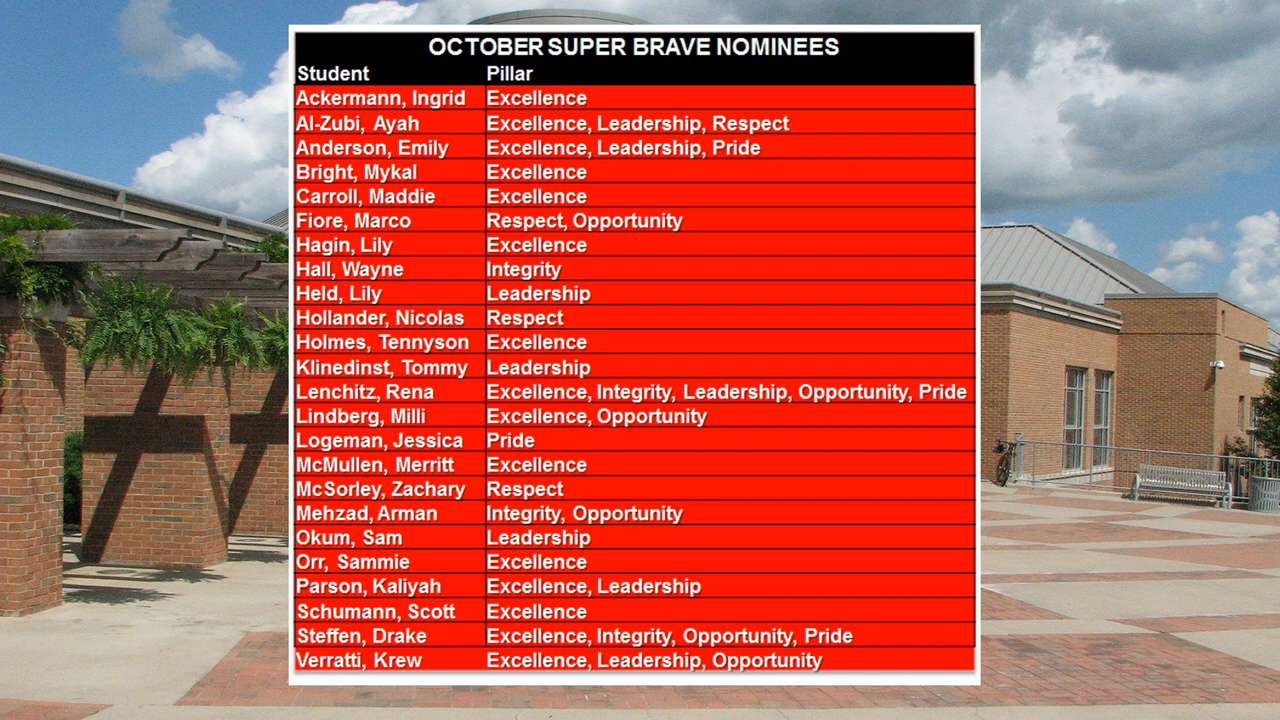 OCTOBER SUPER BRAVE NOMINEES
Student Pillar
Ackermann, Ingrid Excellence
Al-Zubi, Ayah Excellence, Leadership, Respect
Anderson, Emily Excellence, Leadership, Pride
Bright, Mykal Excellence
Carroll, Maddie Excellence
Fiore, Marco Respect, Opportunity
Hagin, Lily Excellence
Hall, Wayne Integrity
Held, Lily Leadership
Hollander, Nicolas Respect
Holmes, Tennyson Excellence
Klinedinst, Tommy Leadership
Lenchitz, Rena Excellence, Integrity, Leadership, Opportunity, Pride
Lindberg, Milli Excellence, Opportunity
Logeman, Jessica Pride
McMullen, Merritt Excellence
McSorley, Zachary Respect
Mehzad, Arman Integrity, Opportunity
Okum, Sam Leadership
Orr, Sammie Excellence
Parson, Kaliyah Excellence, Leadership
Schumann, Scott Excellence
Steffen, Drake Excellence, Integrity, Opportunity, Pride
Verratti, Krew Excellence, Leadership, Opportunity